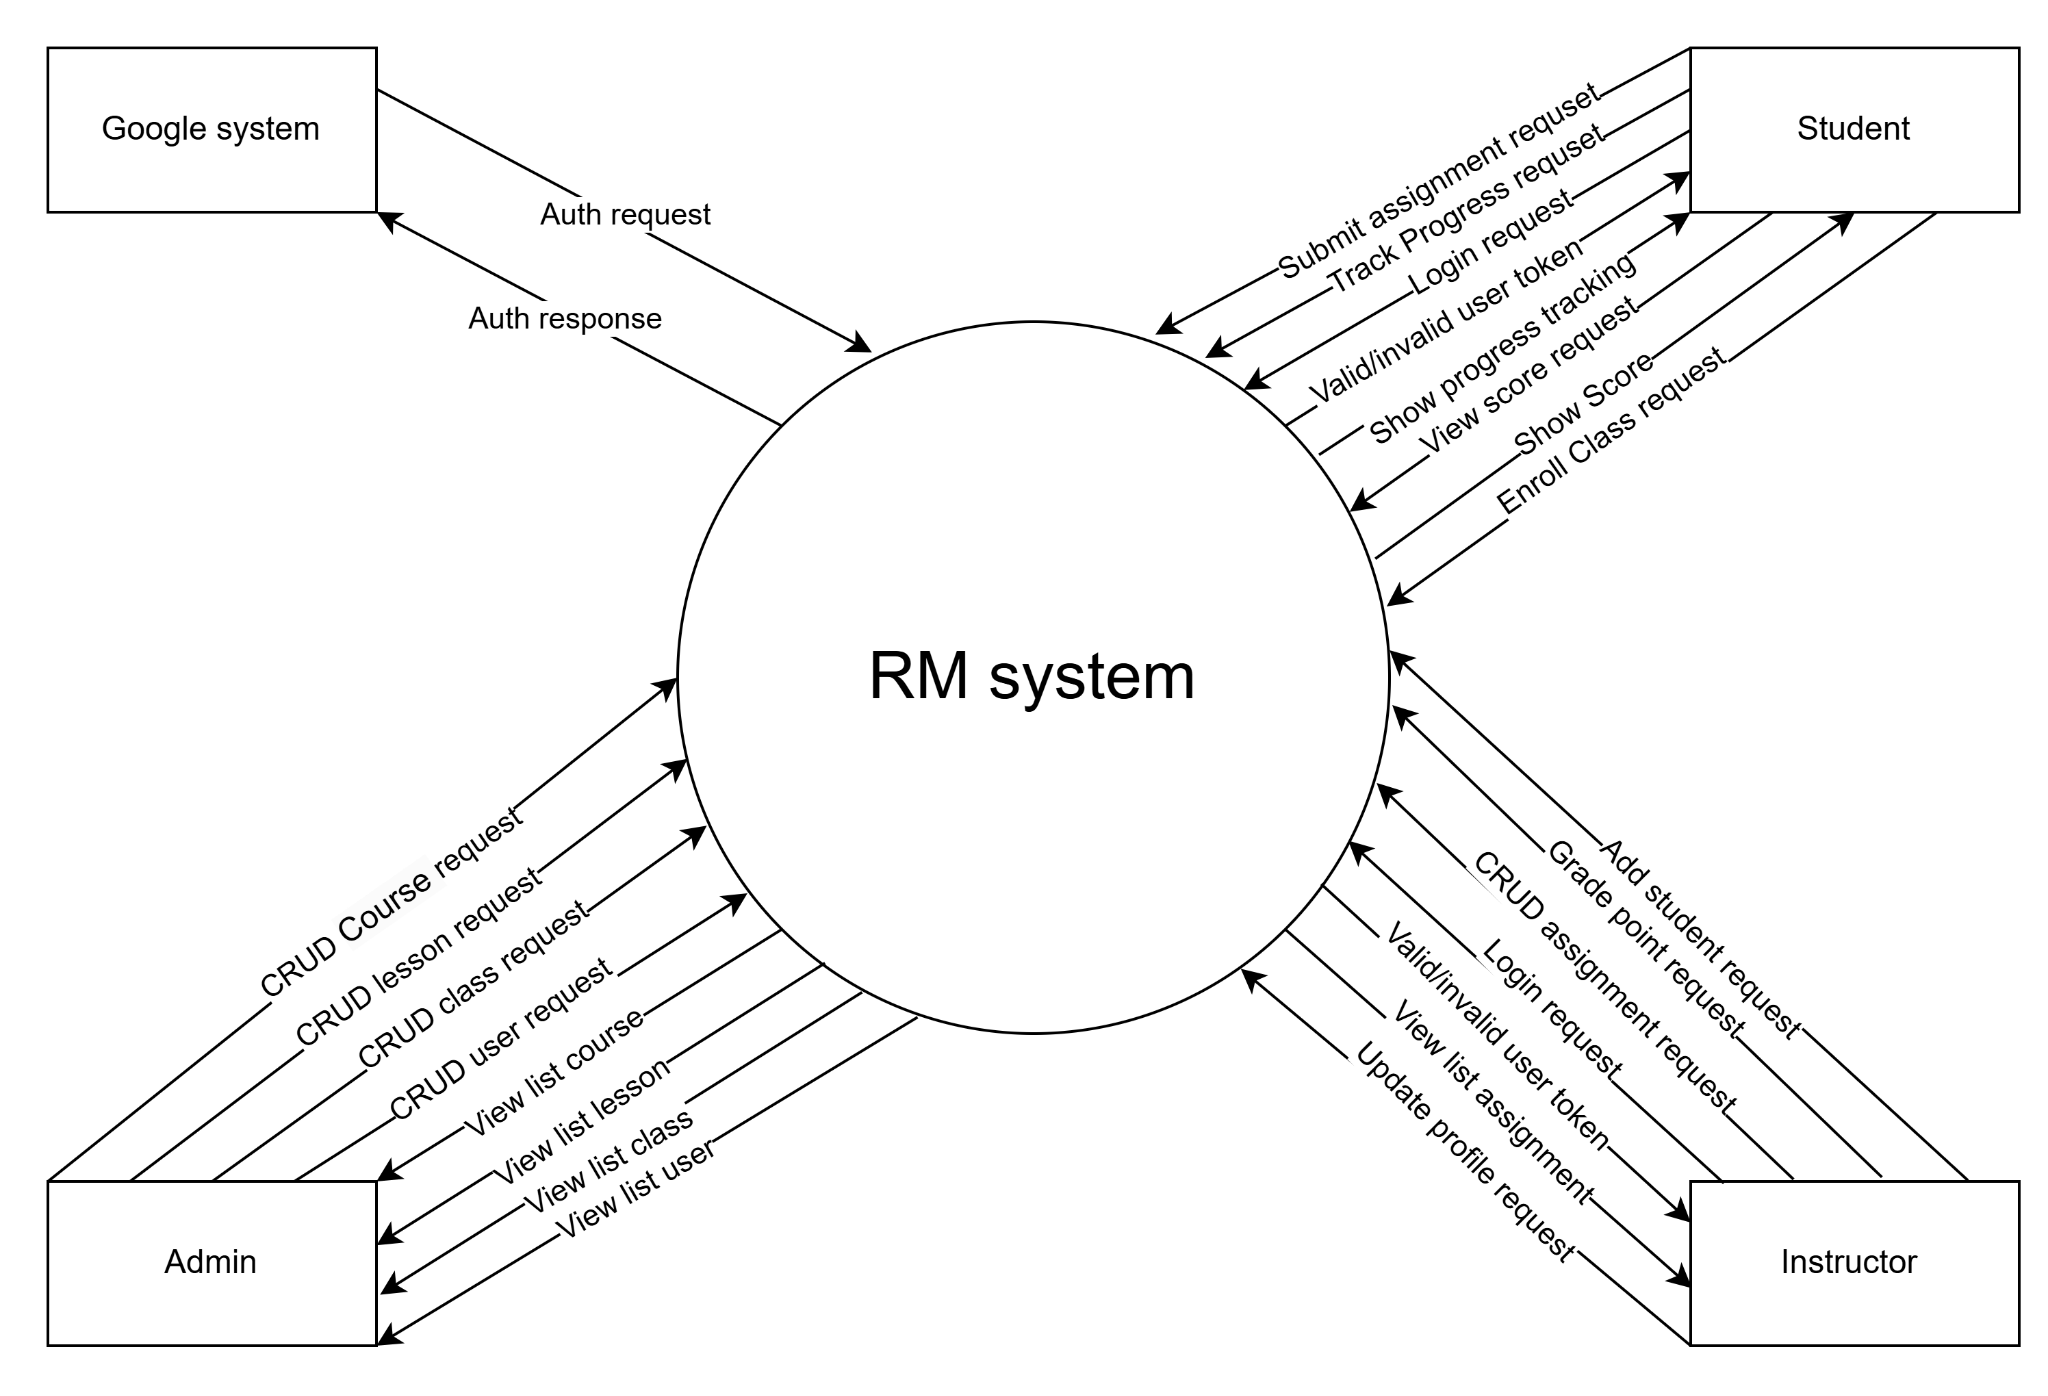 Google system
Student
Auth request
Auth response
Submit assignment requset
Track Progress requset
Login request
Valid/invalid user token
Show progress tracking
View score request
Show Score
Enroll Class request
RM system
CRUD Course request
CRUD lesson request
CRUD class request
CRUD user request
View list course
View list lesson
View list class
View list user
Add student request
Grade point request
CRUD assignment request
Login request
Valid/invalid user token
View list assignment
Update profile request
Admin
Instructor